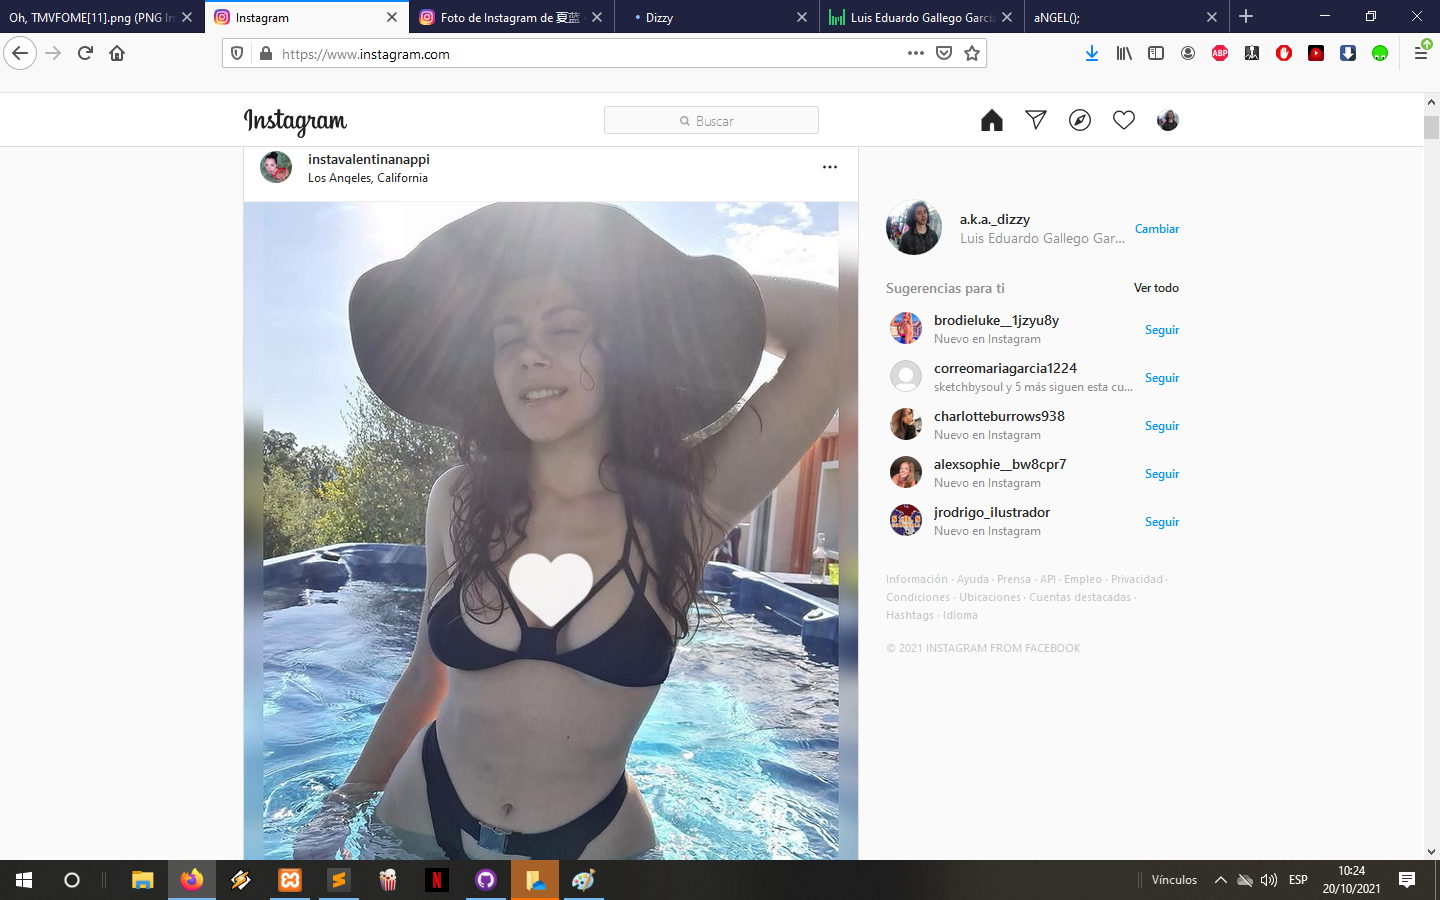 Oh, TMVFOME[11].png (PNG Im
Instagram
Foto de Instagram de 夏蓝
Dizzy
Luis Eduardo Gallego García
aNGEL();
https://www.instagram.com
ABP
Instagram
Buscar
instavalentinanappi
Los Angeles, California
a.k.a._dizzy
Luis Eduardo Gallego Gar...
Cambiar
Sugerencias para ti
Ver todo
brodieluke__1jzyu8y
Nuevo en Instagram
Seguir
correomariagarcia1224
sketchbysoul y 5 más siguen esta cu...
Seguir
charlotteburrows938
Nuevo en Instagram
Seguir
alexsophie__bw8cpr7
Nuevo en Instagram
Seguir
jrodrigo_ilustrador
Nuevo en Instagram
Seguir
Información · Ayuda · Prensa · API · Empleo · Privacidad ·
Condiciones · Ubicaciones · Cuentas destacadas ·
Hashtags · Idioma
© 2021 INSTAGRAM FROM FACEBOOK
Vínculos
ESP
10:24
20/10/2021